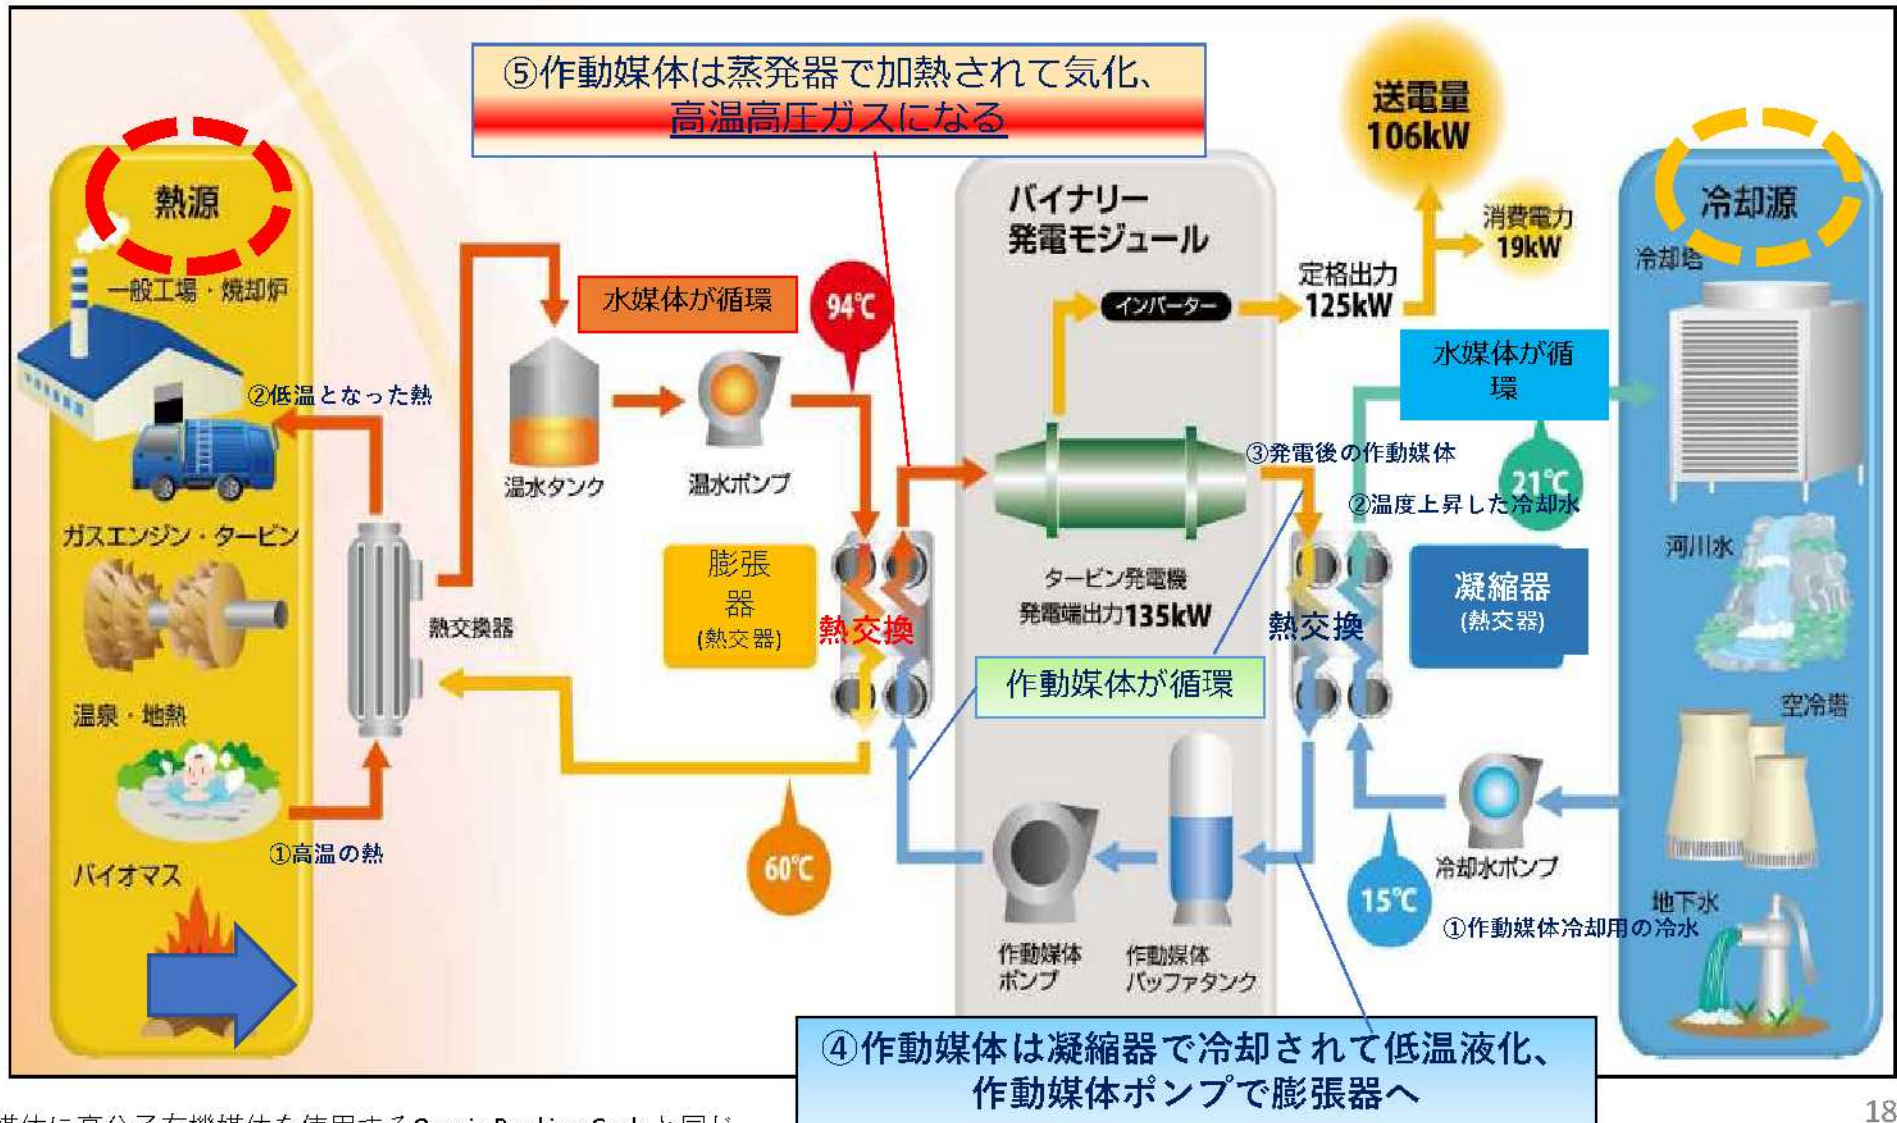 ⑤作動媒体は蒸発器で加熱されて気化、
高温高圧ガスになる
送電量
106kW
熱源
バイナリー
発電モジュール
消費電力
19kW
冷却源
冷却塔
一般工場・焼却炉
水媒体が循環
94℃
インバーター
定格出力
125kW
水媒体が循
環
②低温となった熱
温水タンク
温水ポンプ
③発電後の作動媒体
21℃
②温度上昇した冷却水
ガスエンジン・タービン
河川水
膨張
器
(熱交器)
熱交換
タービン発電機
発電端出力135kW
熱交換
凝縮器
(熱交器)
熱交換器
作動媒体が循環
温泉・地熱
空冷塔
①高温の熱
60℃
冷却水ポンプ
15℃
バイオマス
地下水
①作動媒体冷却用の冷水
作動媒体
ポンプ
作動媒体
バッファタンク
④作動媒体は凝縮器で冷却されて低温液化、
作動媒体ポンプで膨張器へ
18